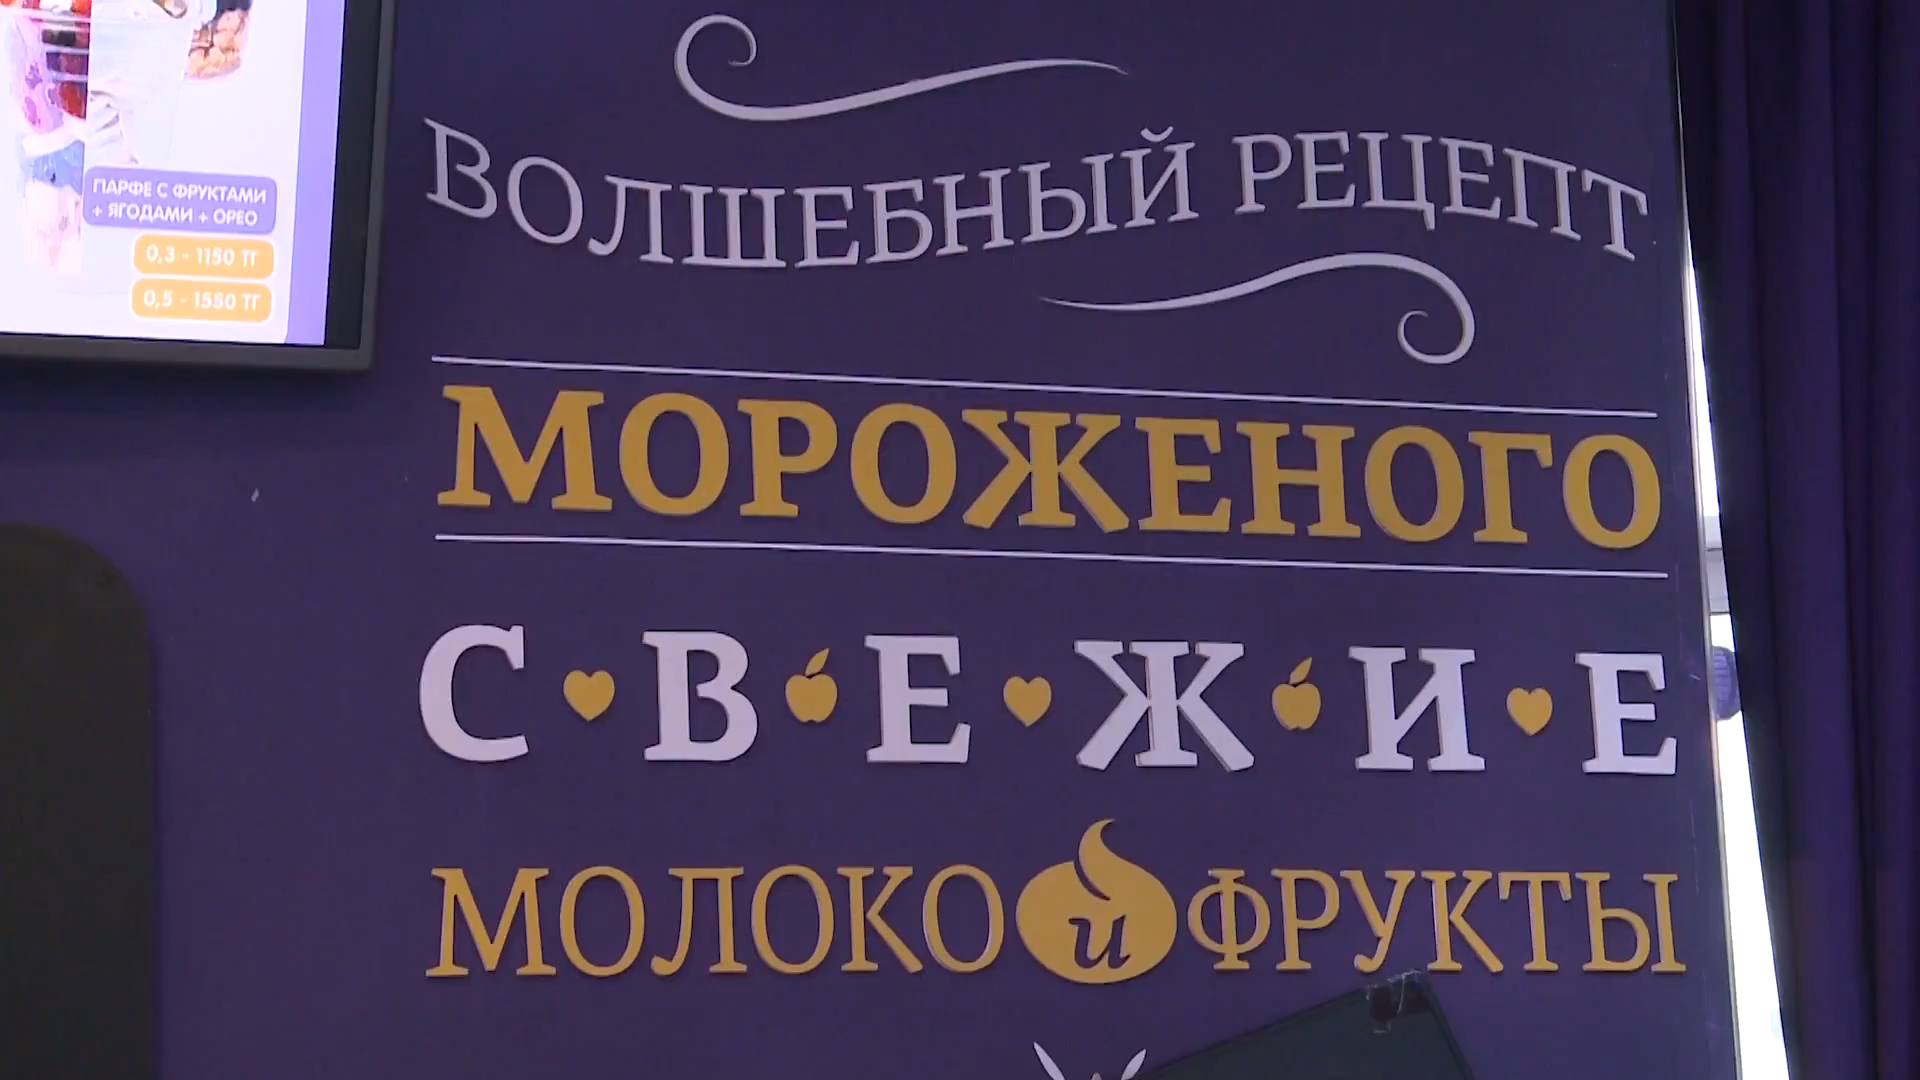 ПАРФЕ С ФРУКТАМИ
+ ЯГОДАМИ + ОРЕО
0,3 - 1150 ТГ
0,5 - 1550 ТГ
ВОЛШЕБНЫЙ РЕЦЕПТ
МОРОЖЕНОГО
СВЕЖИЕ
МОЛОКО и ФРУКТЫ